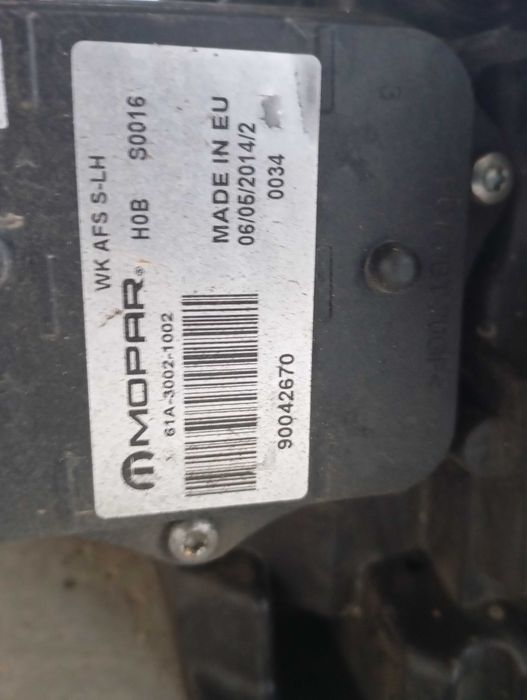 WK AFS S-LH
MOPAR®
H0B S0016
61A-3002-1002
MADE IN EU
06/05/2014/2
0034
90042670